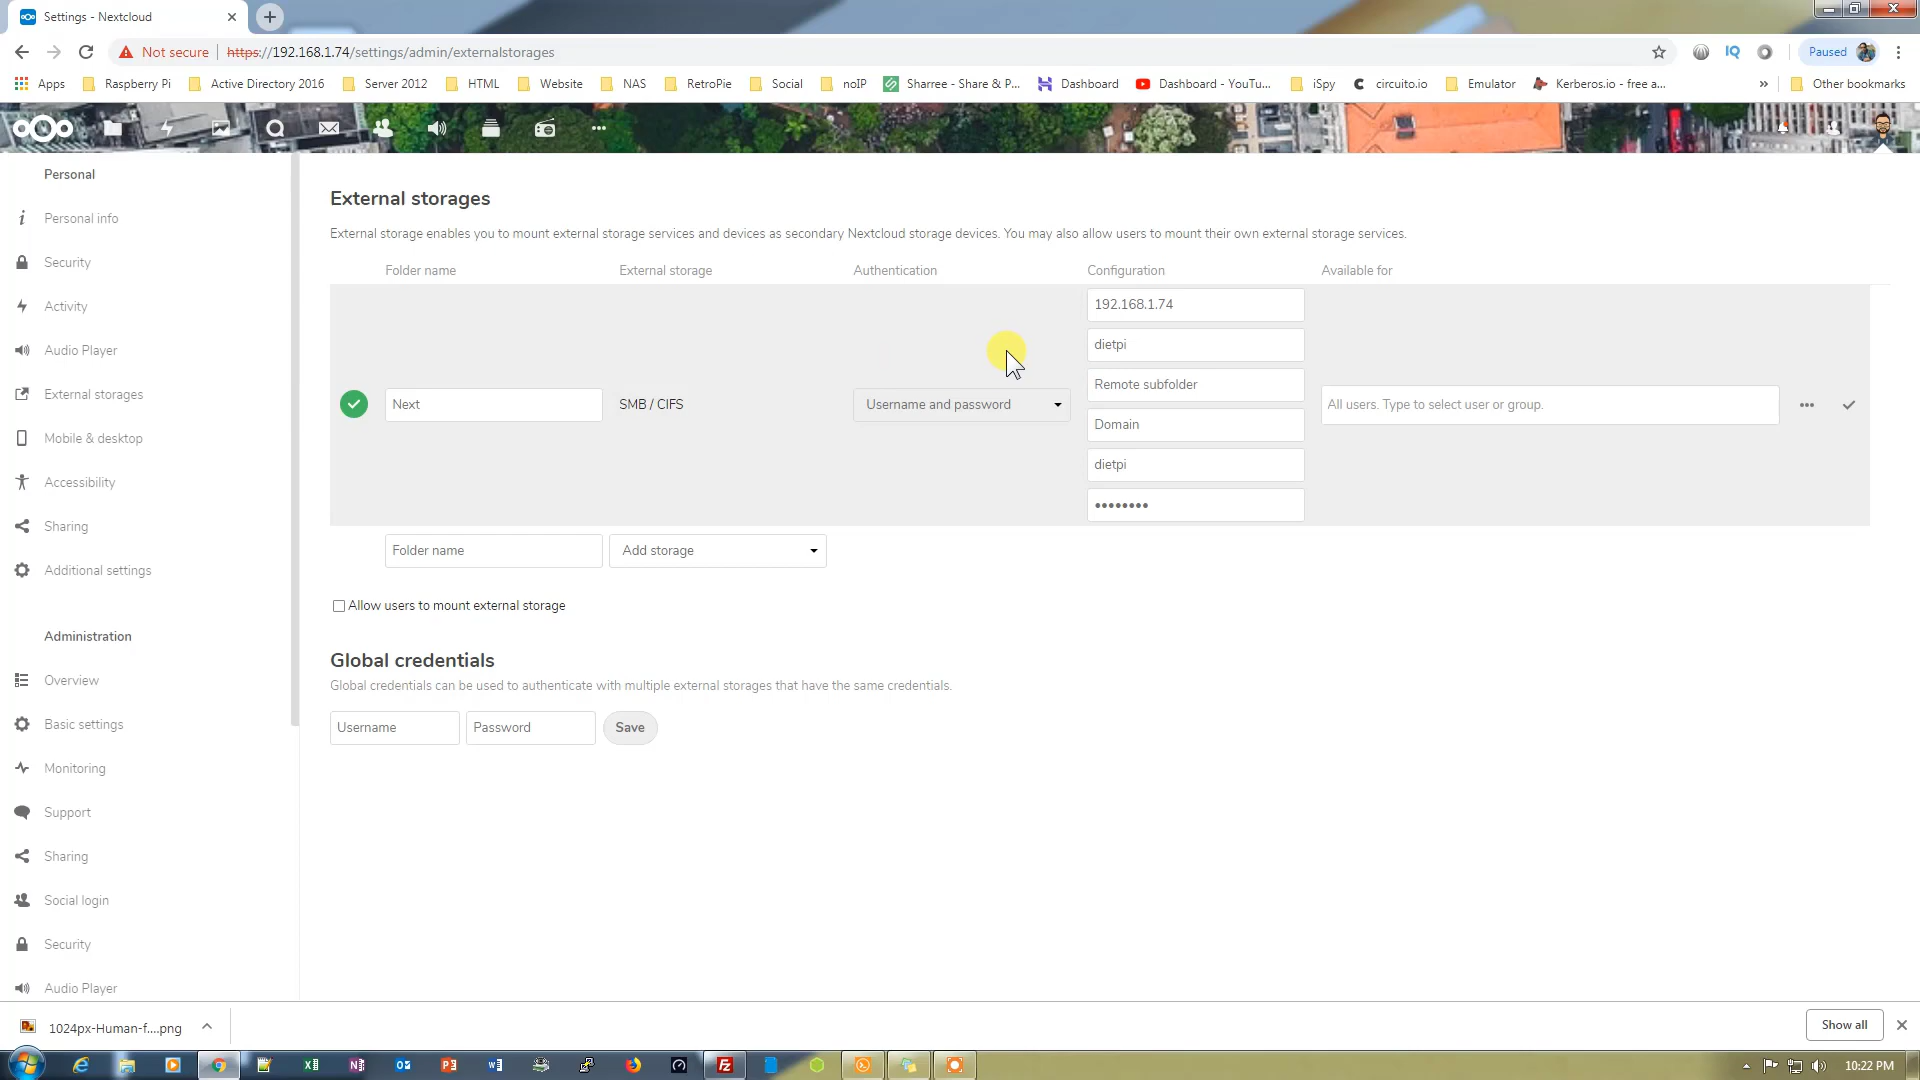 Settings - Nextcloud
Not secure | https://192.168.1.74/settings/admin/externalstorages
Paused
Apps Raspberry Pi Active Directory 2016 Server 2012 HTML Website NAS RetroPie Social noIP Sharree - Share & P... Dashboard Dashboard - YouTu... iSpy circuito.io Emulator Kerberos.io - free a... » Other bookmarks
Personal
Personal info
Security
Activity
Audio Player
External storages
Mobile & desktop
Accessibility
Sharing
Additional settings
Administration
Overview
Basic settings
Monitoring
Support
Sharing
Social login
Security
Audio Player
External storages
External storage enables you to mount external storage services and devices as secondary Nextcloud storage devices. You may also allow users to mount their own external storage services.
Folder name External storage Authentication Configuration Available for
192.168.1.74
dietpi
Remote subfolder
Next SMB / CIFS Username and password All users. Type to select user or group.
Domain
dietpi
••••••••
Folder name Add storage
Allow users to mount external storage
Global credentials
Global credentials can be used to authenticate with multiple external storages that have the same credentials.
Username Password Save
1024px-Human-f....png
Show all
10:22 PM